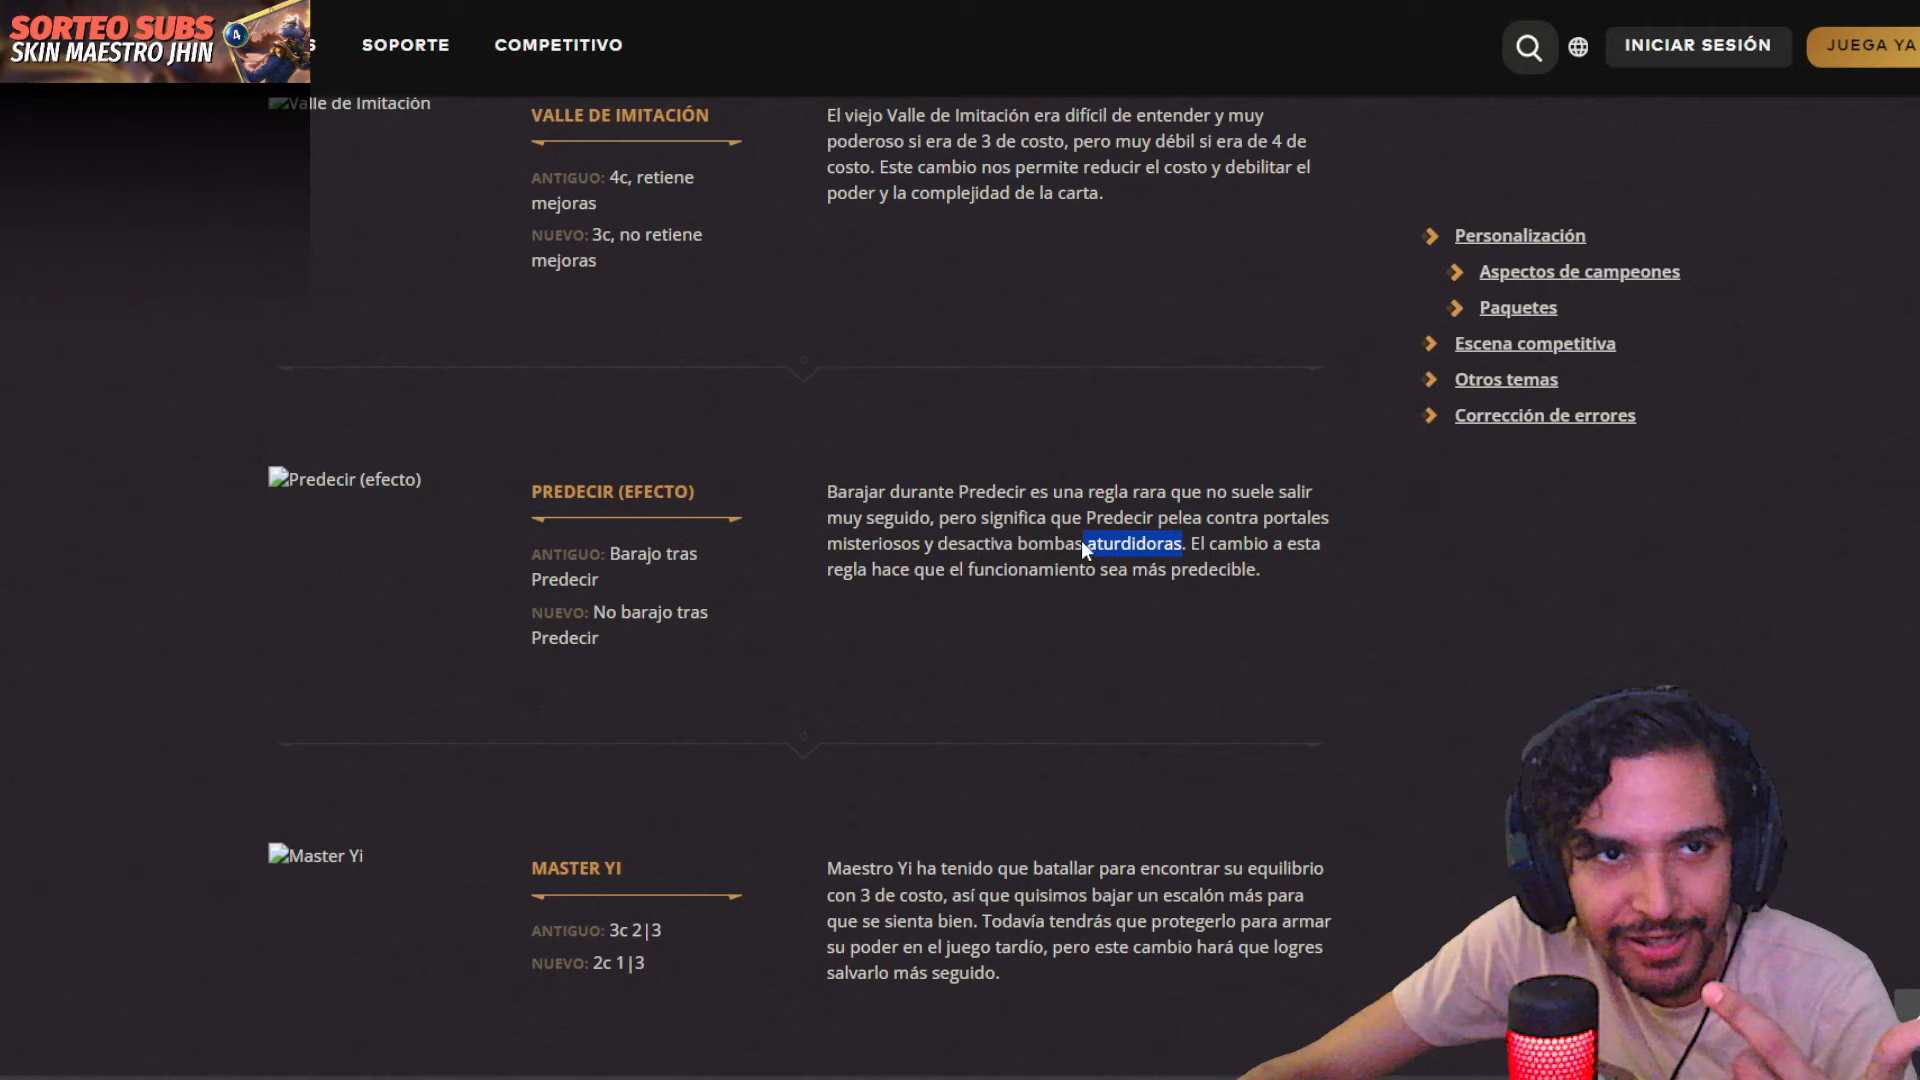 SORTEO SUBS
SKIN MAESTRO JHIN
4
S
SOPORTE
COMPETITIVO
INICIAR SESIÓN
JUEGA YA
Valle de Imitación
VALLE DE IMITACIÓN
ANTIGUO: 4c, retiene
mejoras
NUEVO: 3c, no retiene
mejoras
El viejo Valle de Imitación era difícil de entender y muy
poderoso si era de 3 de costo, pero muy débil si era de 4 de
costo. Este cambio nos permite reducir el costo y debilitar el
poder y la complejidad de la carta.
Personalización
Aspectos de campeones
Paquetes
Escena competitiva
Otros temas
Corrección de errores
Predecir (efecto)
PREDECIR (EFECTO)
ANTIGUO: Barajo tras
Predecir
NUEVO: No barajo tras
Predecir
Barajar durante Predecir es una regla rara que no suele salir
muy seguido, pero significa que Predecir pelea contra portales
misteriosos y desactiva bombas aturdidoras. El cambio a esta
regla hace que el funcionamiento sea más predecible.
Master Yi
MASTER YI
ANTIGUO: 3c 2|3
NUEVO: 2c 1|3
Maestro Yi ha tenido que batallar para encontrar su equilibrio
con 3 de costo, así que quisimos bajar un escalón más para
que se sienta bien. Todavía tendrás que protegerlo para armar
su poder en el juego tardío, pero este cambio hará que logres
salvarlo más seguido.